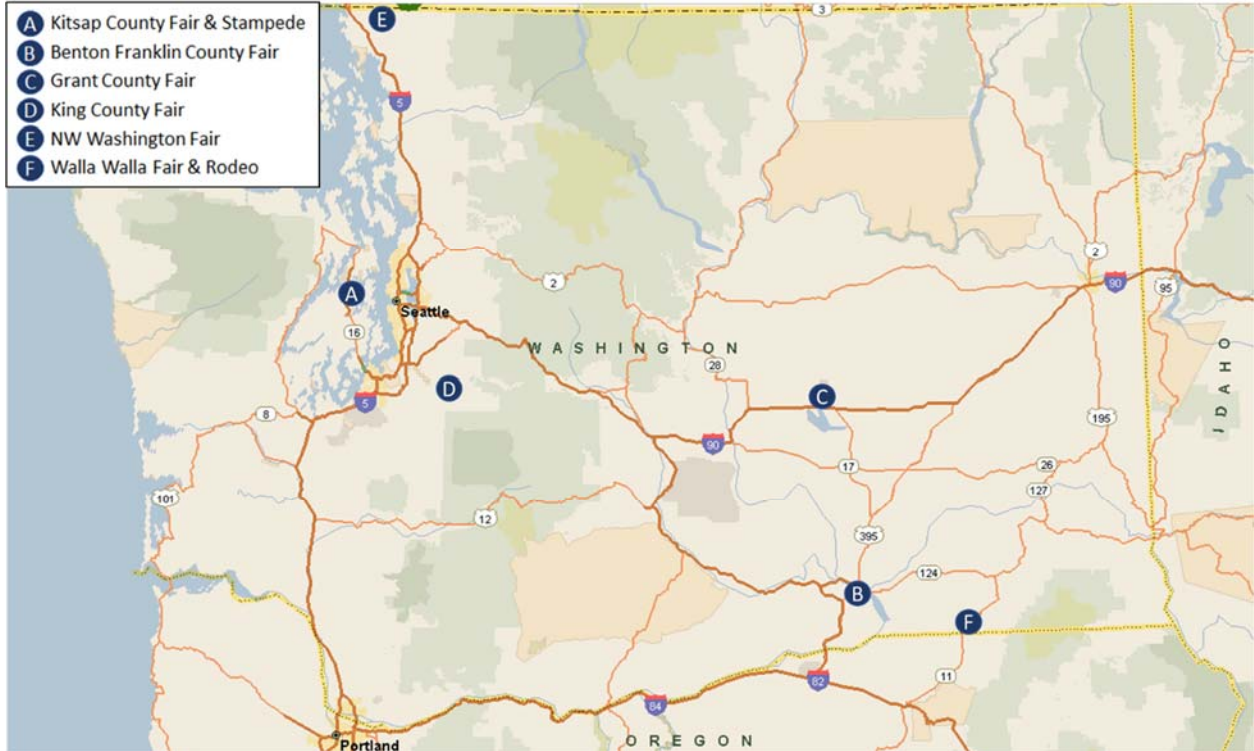 A Kitsap County Fair & Stampede
B Benton Franklin County Fair
C Grant County Fair
D King County Fair
E NW Washington Fair
F Walla Walla Fair & Rodeo
E
3
5
2
2
90
95
A
Seattle
16
WASHINGTON
28
IDAHO
D
C
5
8
195
90
17
26
101
127
12
395
B
124
F
82
11
84
Portland
OREGON